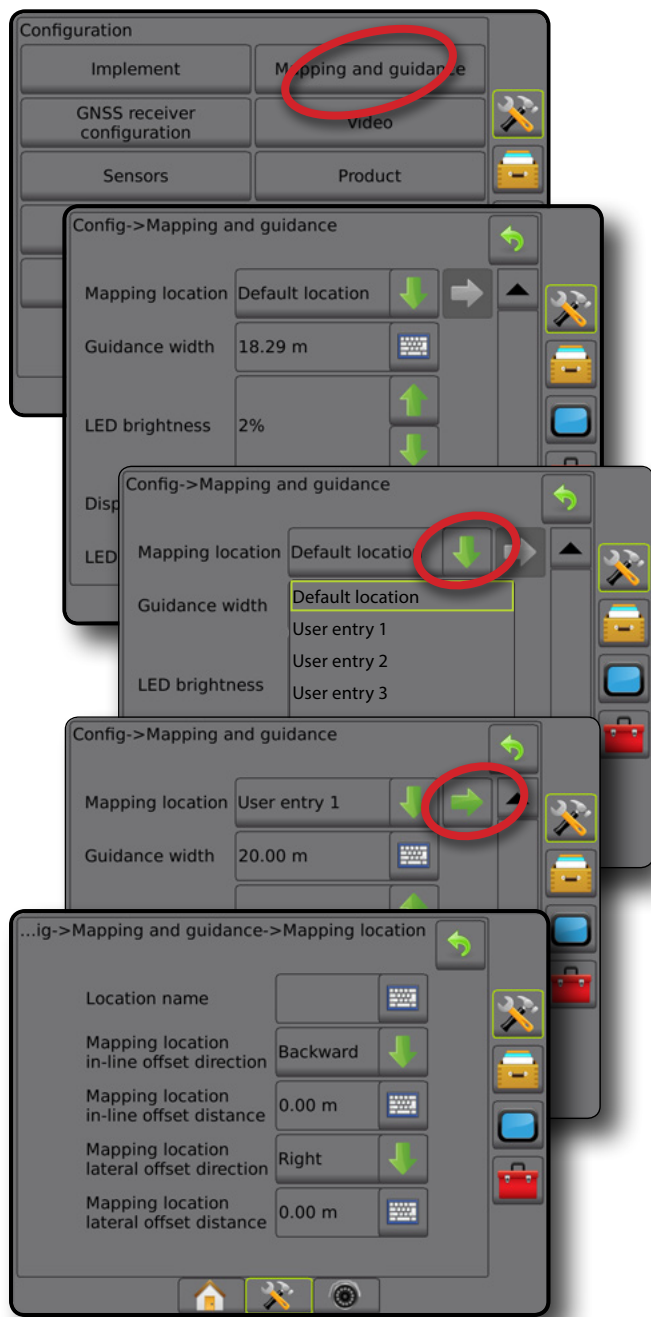 Configuration
Implement
Mapping and guidance
GNSS receiver
configuration
Video
Sensors
Product
Config->Mapping and guidance
Mapping location
Default location
Guidance width
18.29 m
LED brightness
2%
Disp
LED
Config->Mapping and guidance
Mapping location
Default location
Guidance width
Default location
User entry 1
User entry 2
LED brightness
User entry 3
Config->Mapping and guidance
Mapping location
User entry 1
Guidance width
20.00 m
...ig->Mapping and guidance->Mapping location
Location name
Mapping location
in-line offset direction
Backward
Mapping location
in-line offset distance
0.00 m
Mapping location
lateral offset direction
Right
Mapping location
lateral offset distance
0.00 m